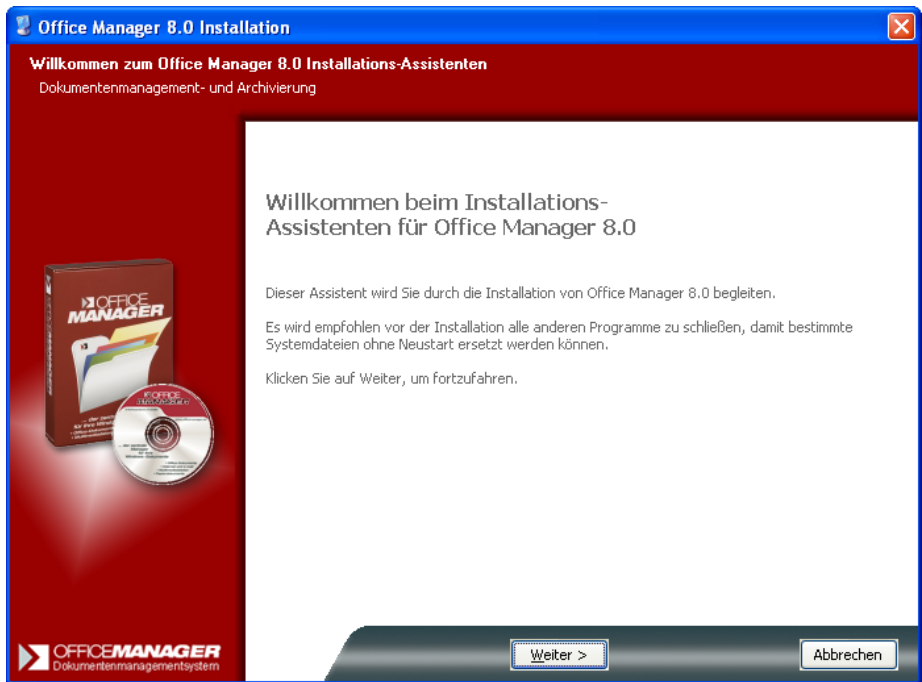 Office Manager 8.0 Installation
Willkommen zum Office Manager 8.0 Installations-Assistenten
Dokumentenmanagement- und Archivierung
Willkommen beim Installations-
Assistenten für Office Manager 8.0
Dieser Assistent wird Sie durch die Installation von Office Manager 8.0 begleiten.
Es wird empfohlen vor der Installation alle anderen Programme zu schließen, damit bestimmte
Systemdateien ohne Neustart ersetzt werden können.
Klicken Sie auf Weiter, um fortzufahren.
OFFICE
MANAGER
OFFICEMANAGER
Dokumentenmanagementsystem
Weiter >
Abbrechen